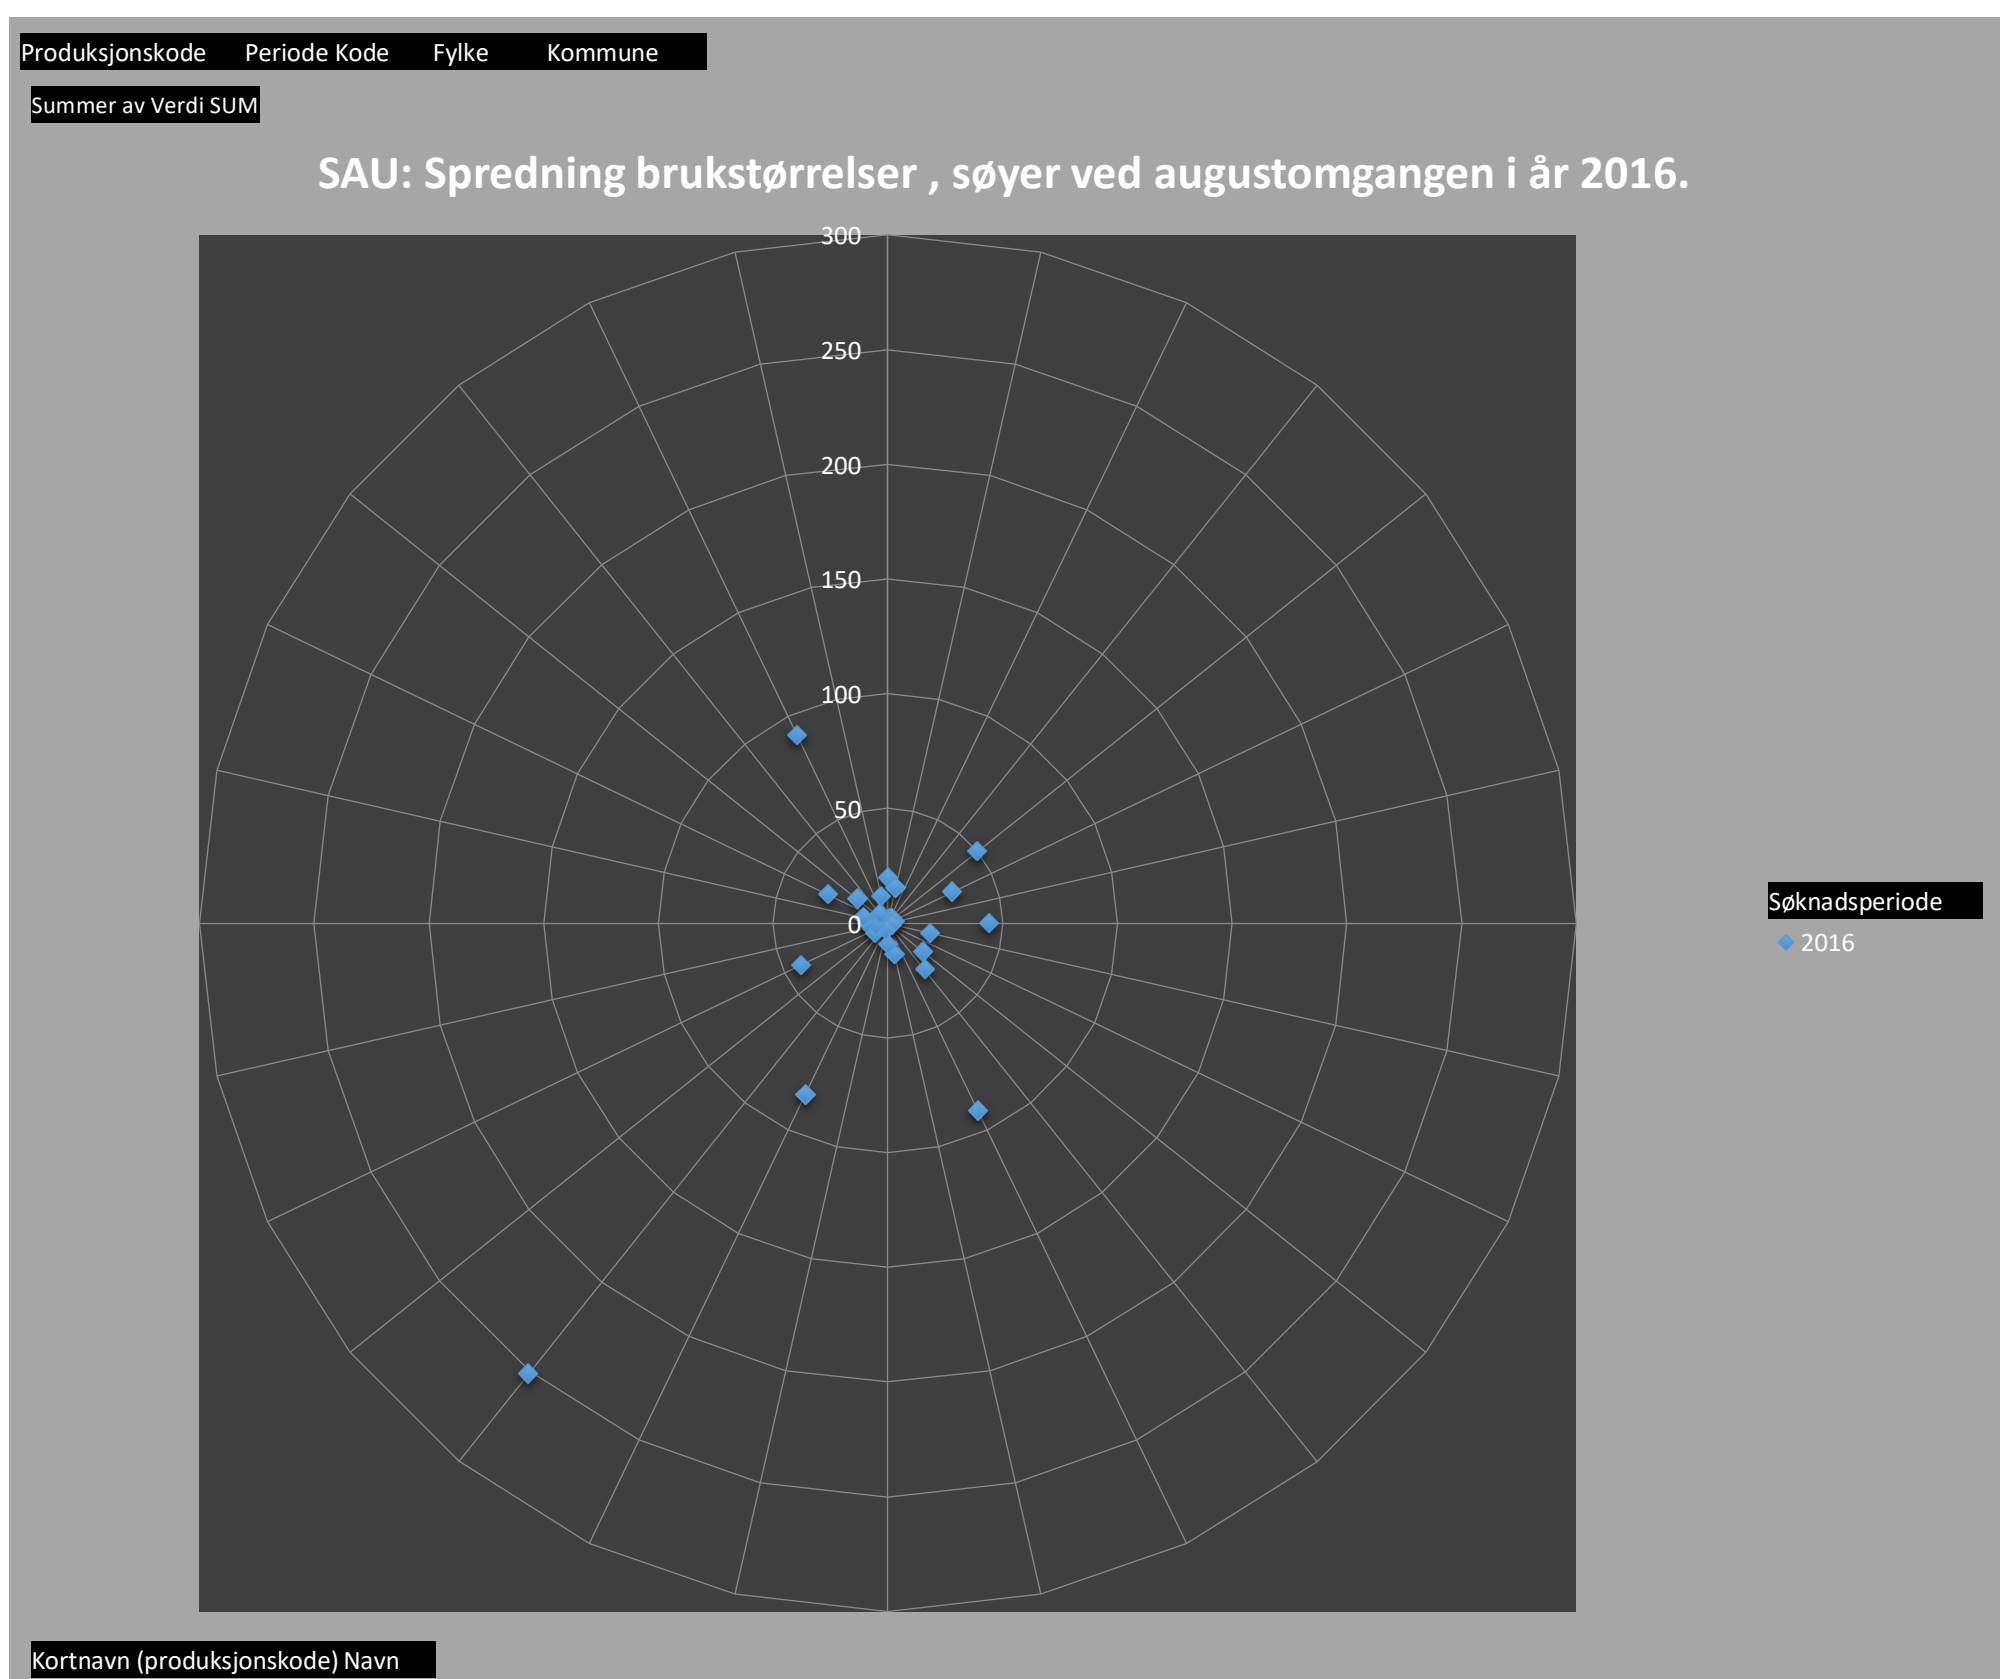 Produksjonskode Periode Kode Fylke Kommune
Summer av Verdi SUM
SAU: Spredning brukstørrelser , søyer ved augustomgangen i år 2016.
300
250
200
150
100
50
0
Søknadsperiode
2016
Kortnavn (produksjonskode) Navn